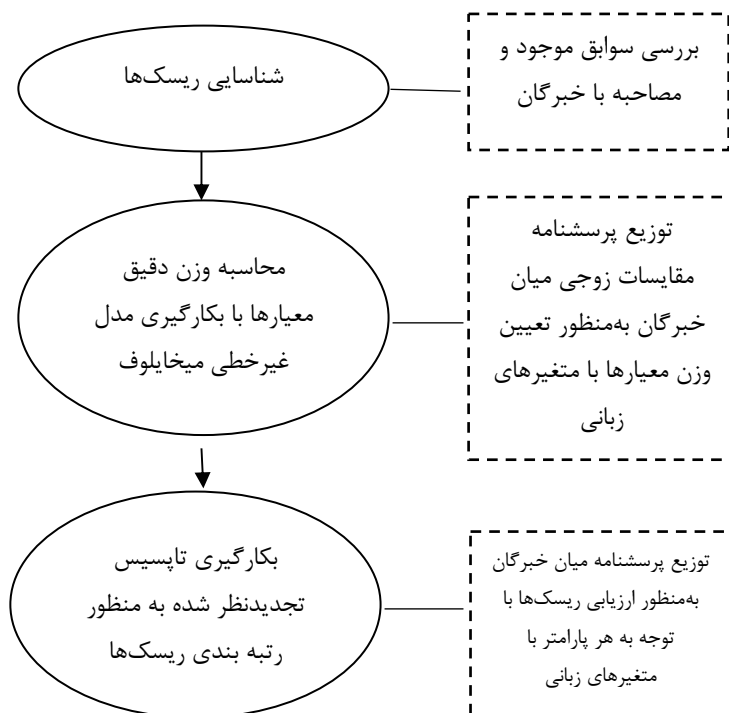 شناسایی ریسک‌ها
بررسی سوابق موجود و
مصاحبه با خبرگان
محاسبه وزن دقیق
معیارها با بکارگیری مدل
غیرخطی میخایلوف
توزیع پرسشنامه
مقایسات زوجی میان
خبرگان به‌منظور تعیین
وزن معیارها با متغیرهای
زبانی
بکارگیری تاپسیس
تجدیدنظر شده به منظور
رتبه بندی ریسک‌ها
توزیع پرسشنامه میان خبرگان
به‌منظور ارزیابی ریسک‌ها با
توجه به هر پارامتر با
متغیرهای زبانی